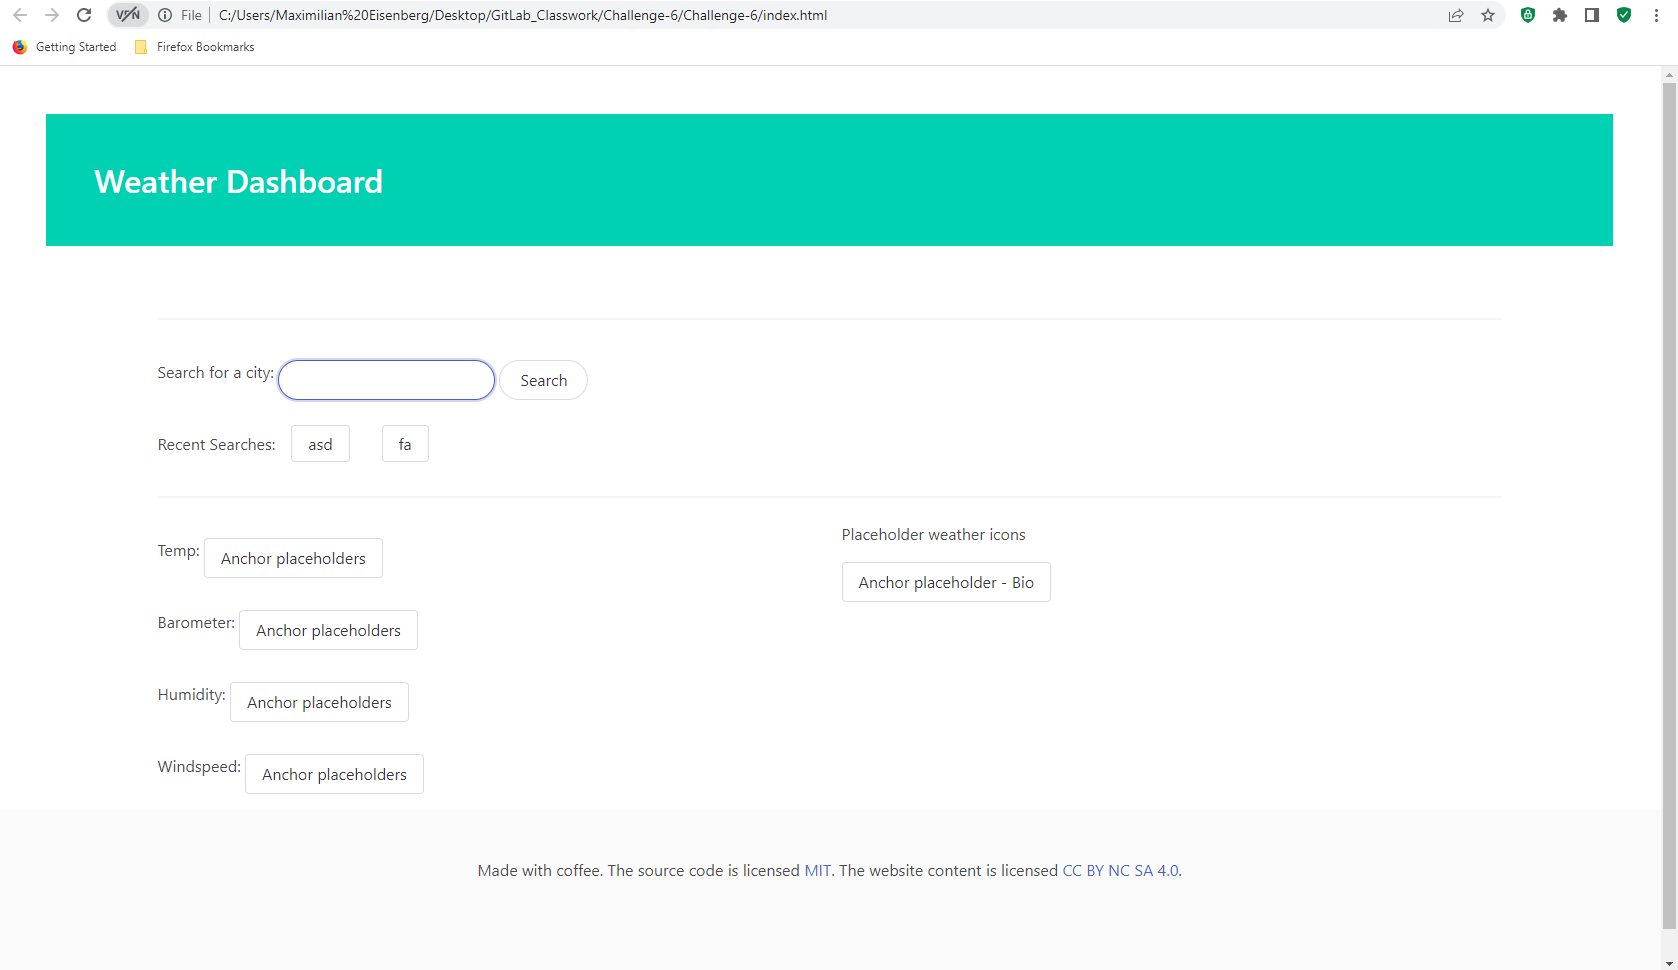 VPN File C:/Users/Maximilian%20Eisenberg/Desktop/GitLab_Classwork/Challenge-6/Challenge-6/index.html
Getting Started Firefox Bookmarks
Weather Dashboard
Search for a city: Search
Recent Searches: asd fa
Placeholder weather icons
Temp: Anchor placeholders
Anchor placeholder - Bio
Barometer: Anchor placeholders
Humidity: Anchor placeholders
Windspeed: Anchor placeholders
Made with coffee. The source code is licensed MIT. The website content is licensed CC BY NC SA 4.0.